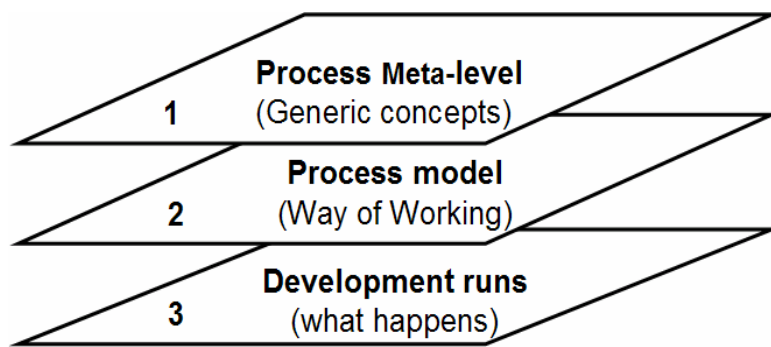 Process Meta-level
1 (Generic concepts)
Process model
2 (Way of Working)
Development runs
3 (what happens)